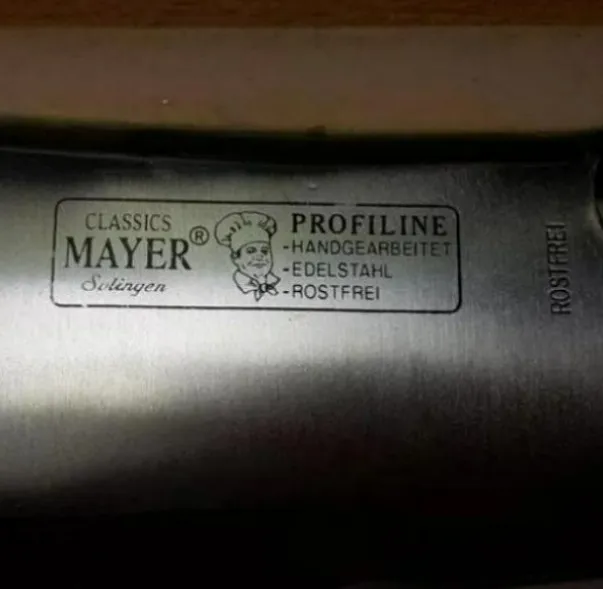 CLASSICS
MAYER®
Solingen
PROFILINE
-HANDGEARBEITET
-EDELSTAHL
-ROSTFREI
ROSTFREI